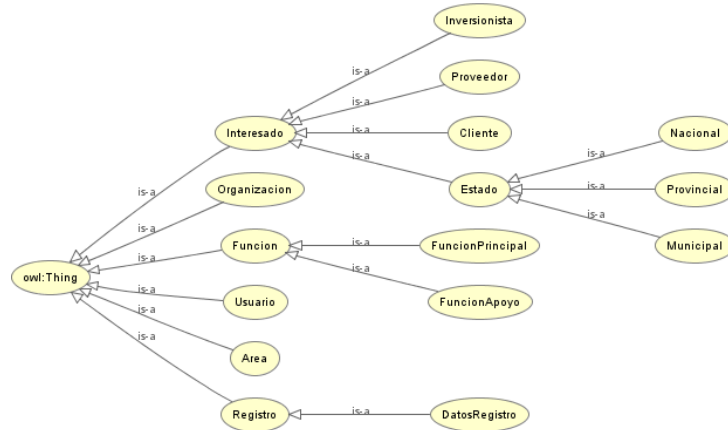 Inversionista
is-a
Proveedor
is-a
Interesado
is-a
Cliente
Nacional
is-a
is-a
Estado
is-a
Provincial
is-a
Municipal
is-a
Organizacion
is-a
Funcion
is-a
FuncionPrincipal
is-a
owl:Thing
is-a
FuncionApoyo
is-a
Usuario
is-a
Area
is-a
Registro
is-a
DatosRegistro